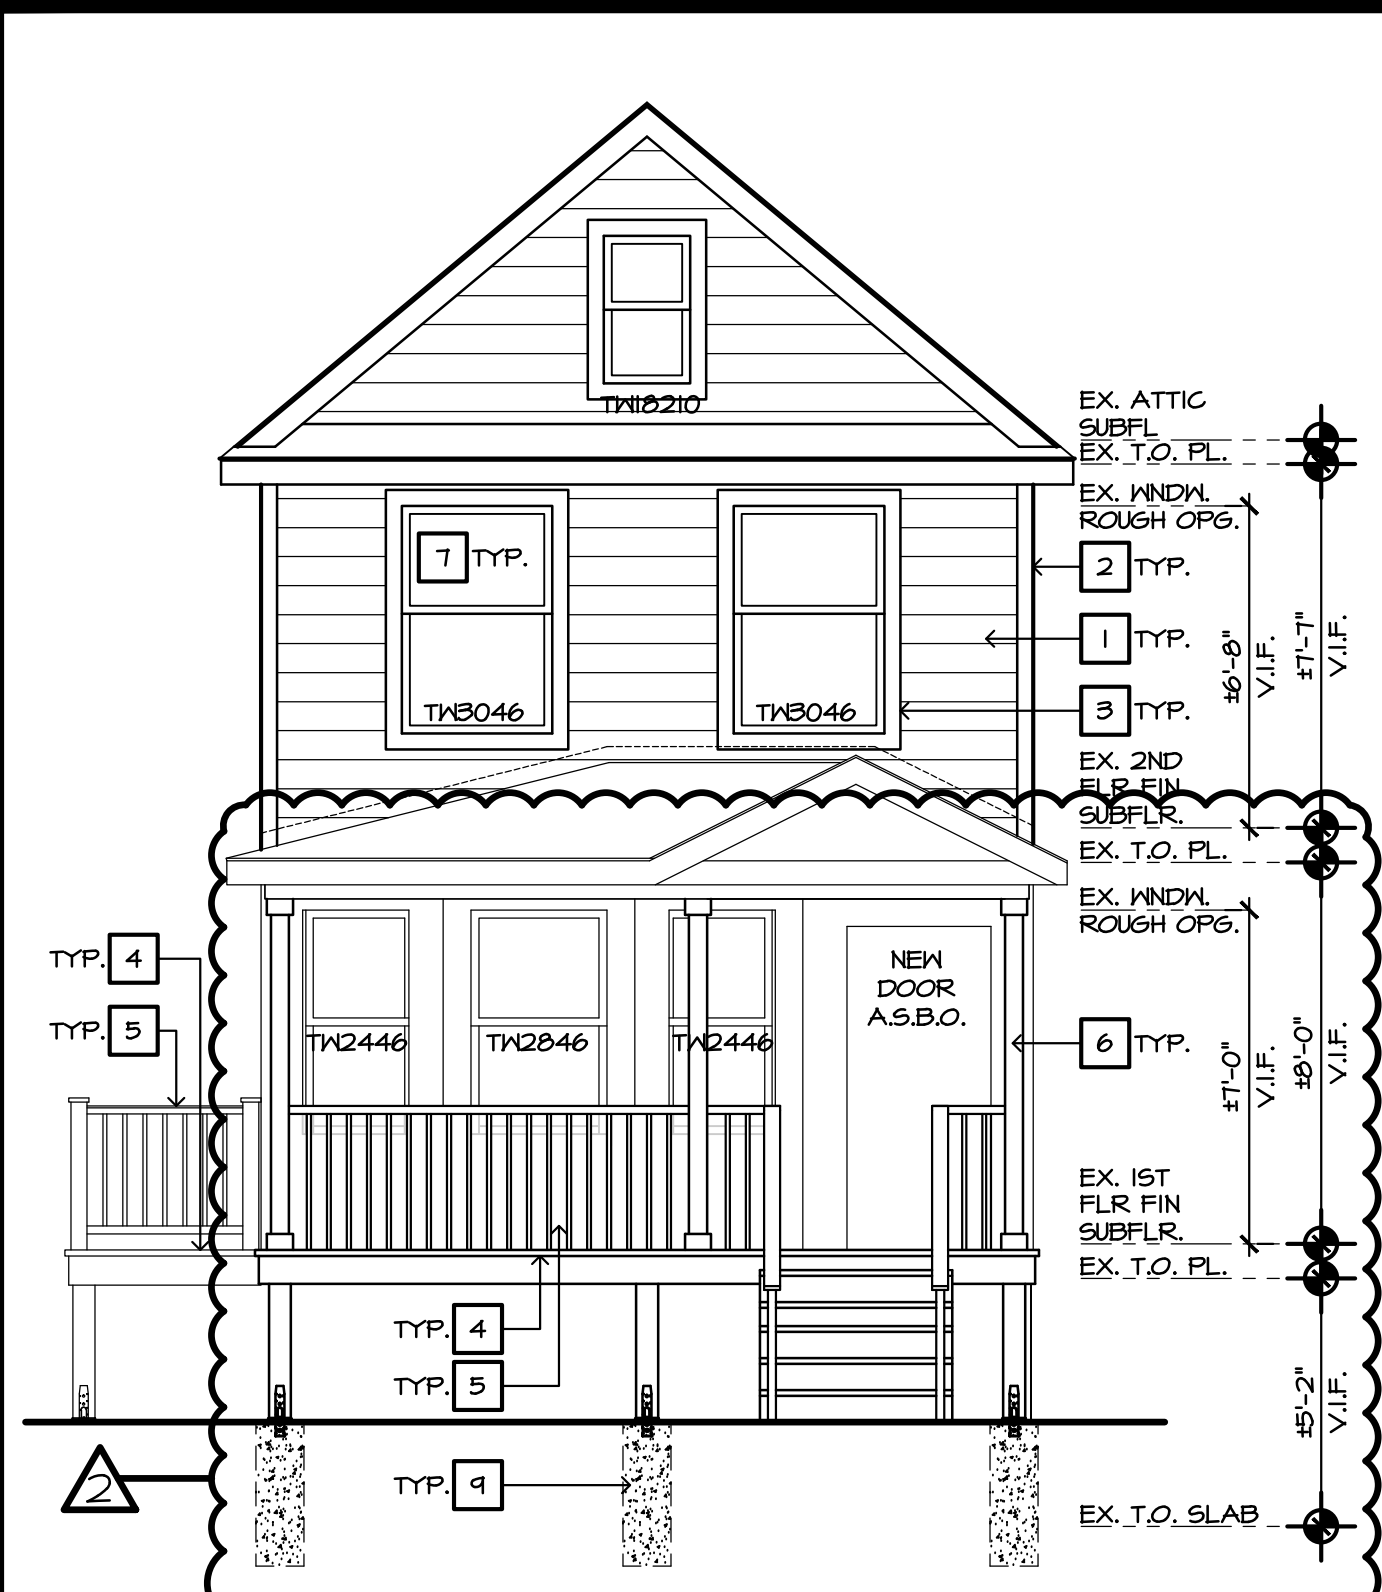 TW18210
EX. ATTIC
SUBFL
EX. T.O. PL.
EX. WNDW.
ROUGH OPG.
7 TYP.
2 TYP.
1 TYP.
±6'-8"
V.I.F.
±7'-7"
V.I.F.
TW3046
TW3046
3 TYP.
EX. 2ND
FLR FIN
SUBFLR.
EX. T.O. PL.
EX. WNDW.
ROUGH OPG.
TYP. 4
NEW
DOOR
A.S.B.O.
TYP. 5
TW2446
TW2846
TW2446
6 TYP.
±7'-0"
V.I.F.
±8'-0"
V.I.F.
EX. 1ST
FLR FIN
SUBFLR.
EX. T.O. PL.
TYP. 4
TYP. 5
±5'-2"
V.I.F.
2
TYP. 9
EX. T.O. SLAB